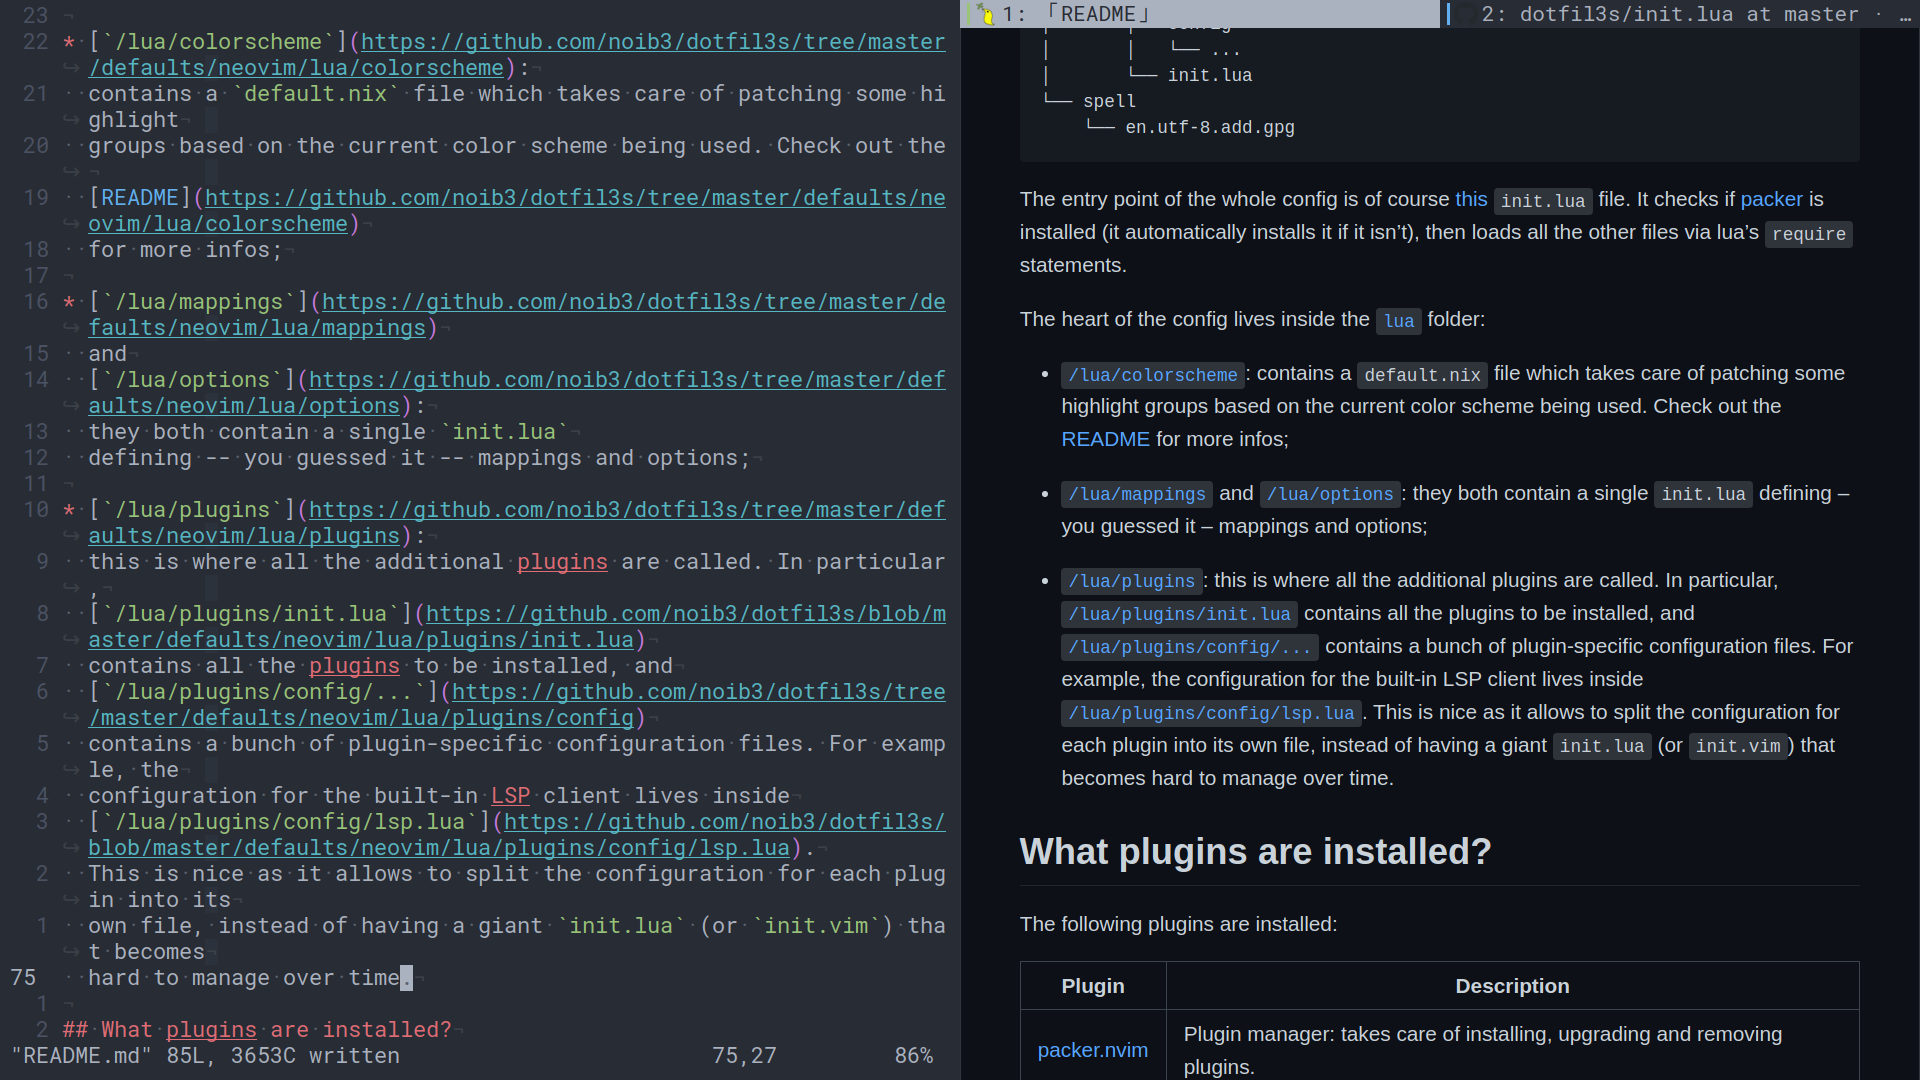 23 ¬
22 * [`/lua/colorscheme`](https://github.com/noib3/dotfil3s/tree/master
↪ /defaults/neovim/lua/colorscheme):¬
21 ··contains·a·`default.nix`·file·which·takes·care·of·patching·some·hi
↪ ghlight¬
20 ··groups·based·on·the·current·color·scheme·being·used.·Check·out·the
↪ ¬
19 ··[README](https://github.com/noib3/dotfil3s/tree/master/defaults/ne
↪ ovim/lua/colorscheme)¬
18 ··for·more·infos;¬
17 ¬
16 *·[`/lua/mappings`](https://github.com/noib3/dotfil3s/tree/master/de
↪ faults/neovim/lua/mappings)¬
15 ··and¬
14 ··[`/lua/options`](https://github.com/noib3/dotfil3s/tree/master/def
↪ aults/neovim/lua/options):¬
13 ··they·both·contain·a·single·`init.lua`¬
12 ··defining·--·you·guessed·it·--·mappings·and·options;¬
11 ¬
10 *·[`/lua/plugins`](https://github.com/noib3/dotfil3s/tree/master/def
↪ aults/neovim/lua/plugins):¬
9 ··this·is·where·all·the·additional·plugins·are·called.·In·particular
↪ ,¬
8 ··[`/lua/plugins/init.lua`](https://github.com/noib3/dotfil3s/blob/m
↪ aster/defaults/neovim/lua/plugins/init.lua)¬
7 ··contains·all·the·plugins·to·be·installed,·and¬
6 ··[`/lua/plugins/config/...`](https://github.com/noib3/dotfil3s/tree
↪ /master/defaults/neovim/lua/plugins/config)¬
5 ··contains·a·bunch·of·plugin-specific·configuration·files.·For·examp
↪ le,·the¬
4 ··configuration·for·the·built-in·LSP·client·lives·inside¬
3 ··[`/lua/plugins/config/lsp.lua`](https://github.com/noib3/dotfil3s/
↪ blob/master/defaults/neovim/lua/plugins/config/lsp.lua).¬
2 ··This·is·nice·as·it·allows·to·split·the·configuration·for·each·plug
↪ in·into·its¬
1 ··own·file,·instead·of·having·a·giant·`init.lua`·(or·`init.vim`)·tha
↪ t·becomes¬
75 ··hard·to·manage·over·time.¬
1 ¬
2 ##·What·plugins·are·installed?¬
"README.md" 85L, 3653C written 75,27 86%
1: 「README」
2: dotfil3s/init.lua at master · …
│ │ └── ...
│ └── init.lua
└── spell
└── en.utf-8.add.gpg
The entry point of the whole config is of course this init.lua file. It checks if packer is
installed (it automatically installs it if it isn’t), then loads all the other files via lua’s require
statements.
The heart of the config lives inside the lua folder:
• /lua/colorscheme: contains a default.nix file which takes care of patching some
highlight groups based on the current color scheme being used. Check out the
README for more infos;
• /lua/mappings and /lua/options: they both contain a single init.lua defining –
you guessed it – mappings and options;
• /lua/plugins: this is where all the additional plugins are called. In particular,
/lua/plugins/init.lua contains all the plugins to be installed, and
/lua/plugins/config/... contains a bunch of plugin-specific configuration files. For
example, the configuration for the built-in LSP client lives inside
/lua/plugins/config/lsp.lua. This is nice as it allows to split the configuration for
each plugin into its own file, instead of having a giant init.lua (or init.vim) that
becomes hard to manage over time.
What plugins are installed?
The following plugins are installed:
Plugin Description
packer.nvim Plugin manager: takes care of installing, upgrading and removing
plugins.